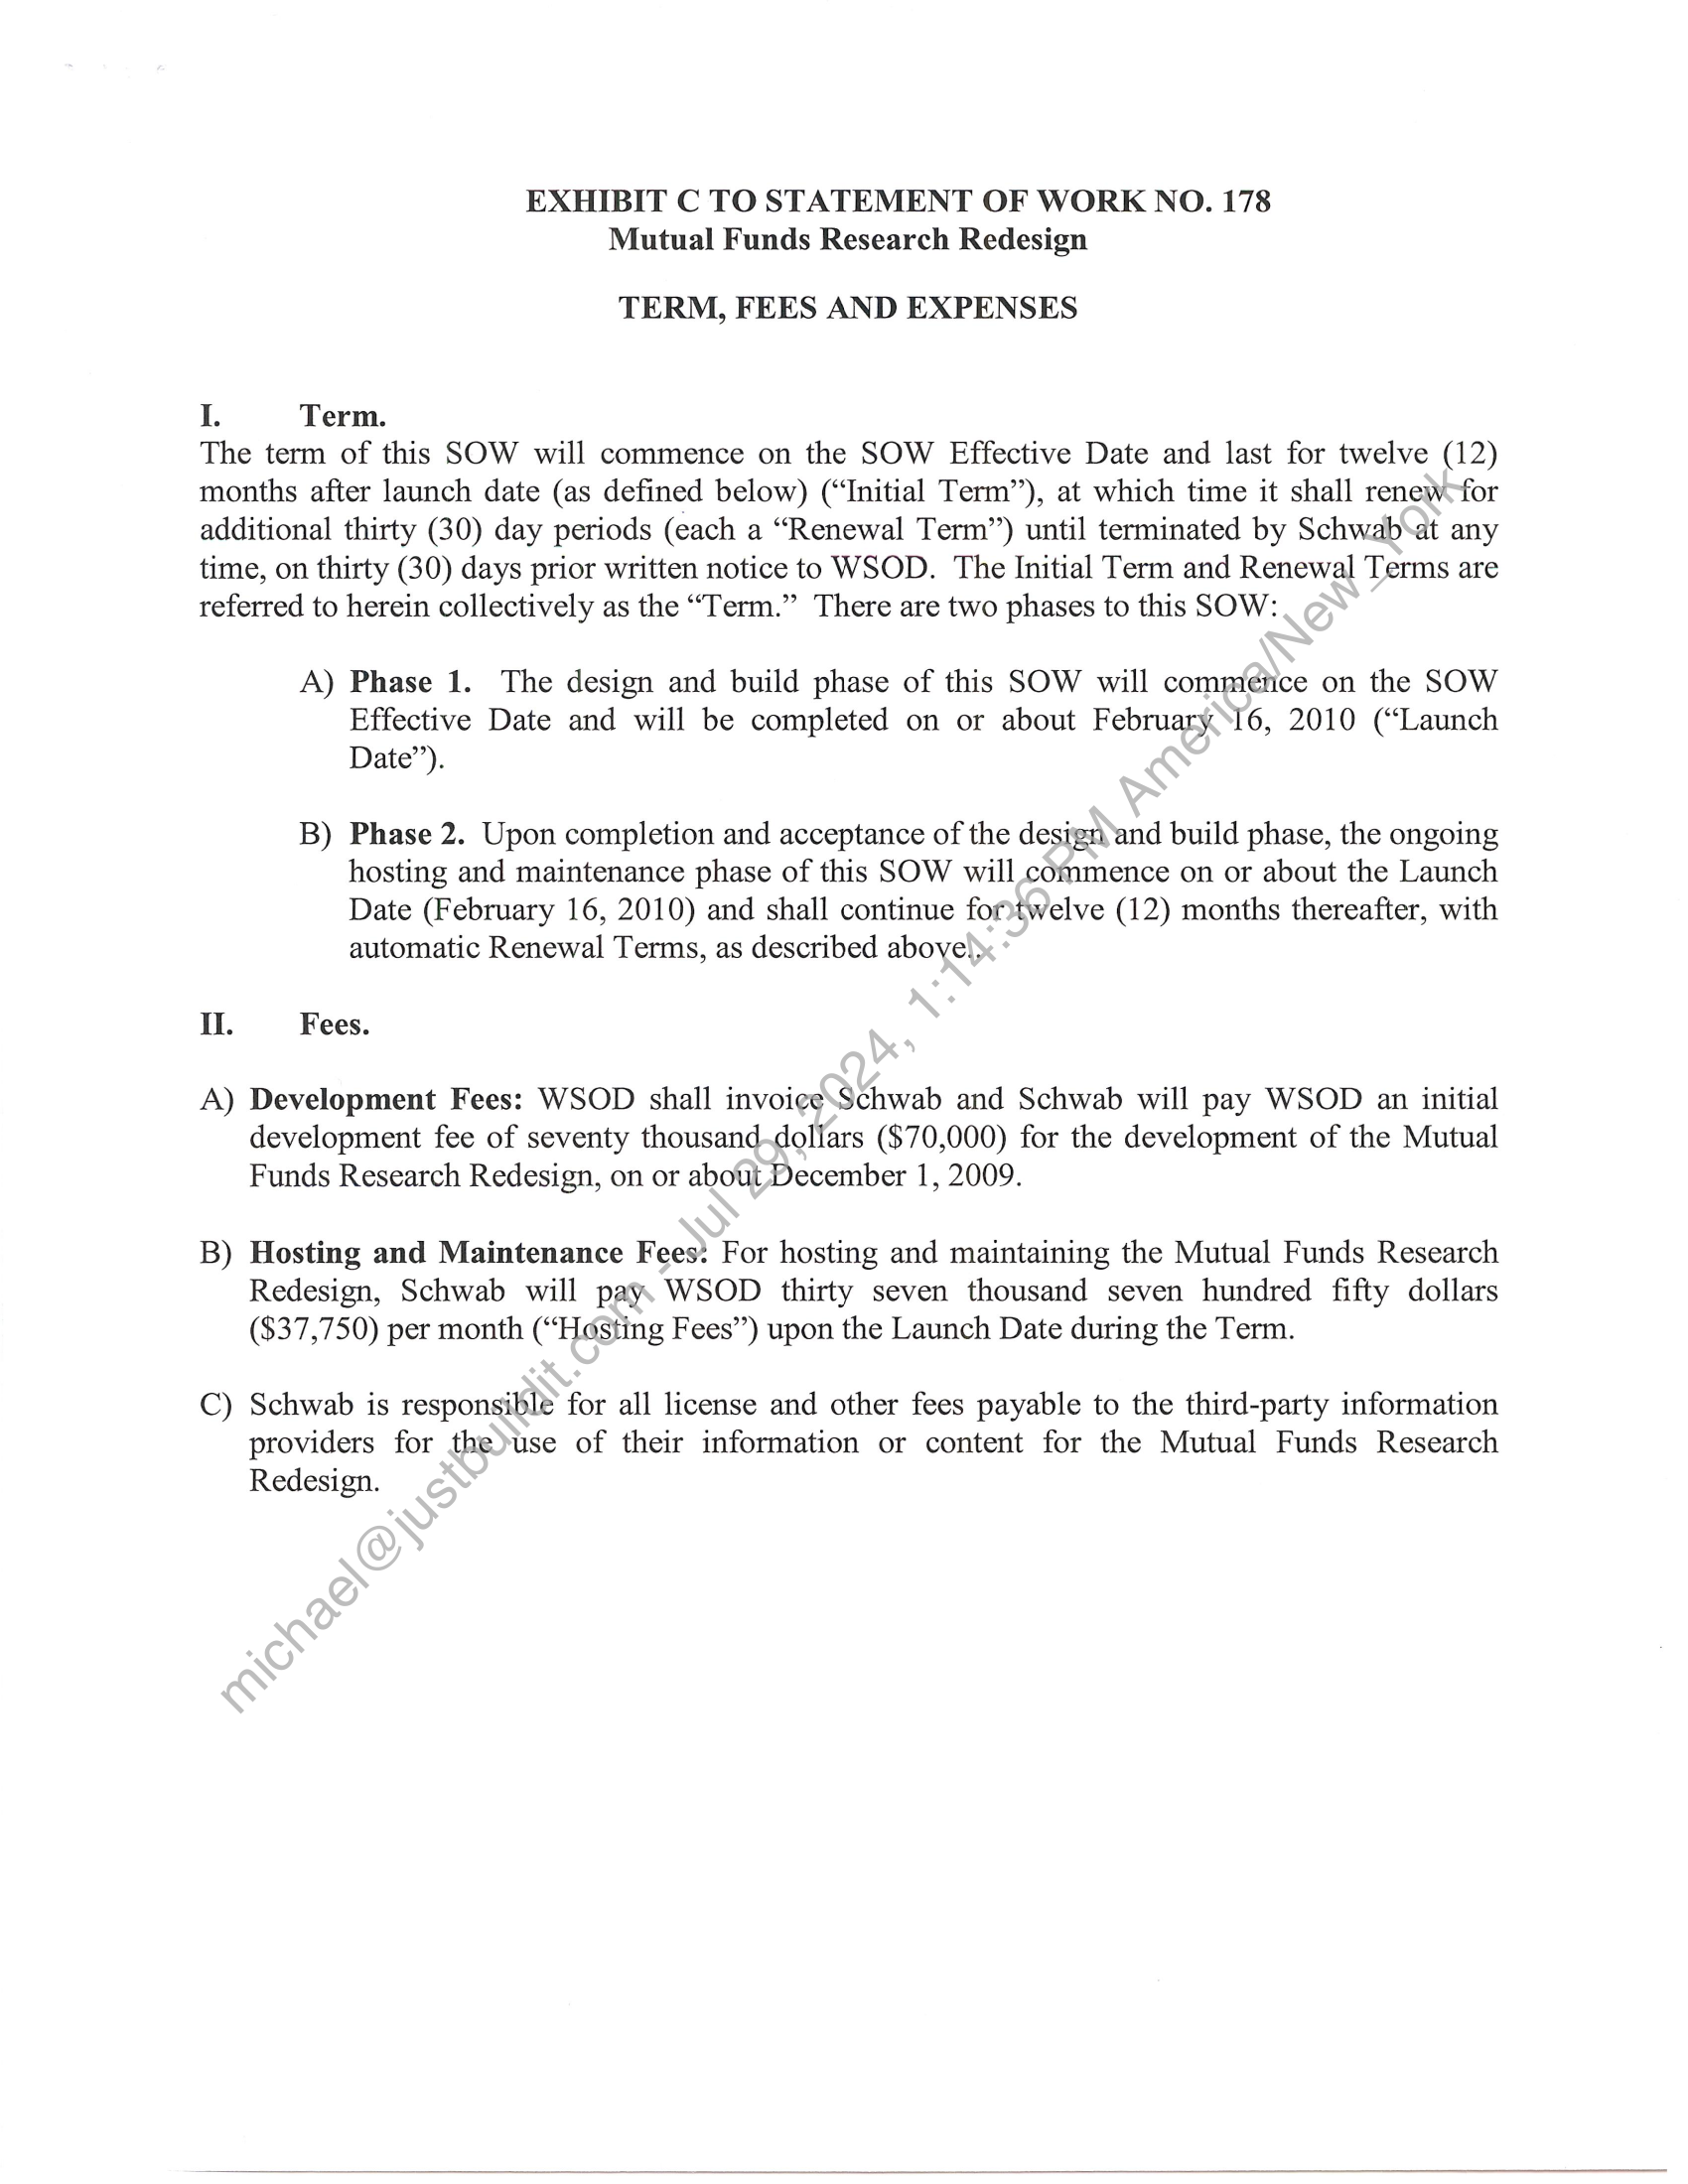 EXHIBIT C TO STATEMENT OF WORK NO. 178
Mutual Funds Research Redesign
TERM, FEES AND EXPENSES
I. Term.
The term of this SOW will commence on the SOW Effective Date and last for twelve (12)
months after launch date (as defined below) (“Initial Term”), at which time it shall renew for
additional thirty (30) day periods (each a “Renewal Term”) until terminated by Schwab at any
time, on thirty (30) days prior written notice to WSOD. The Initial Term and Renewal Terms are
referred to herein collectively as the “Term.” There are two phases to this SOW:
A) Phase 1. The design and build phase of this SOW will commence on the SOW
Effective Date and will be completed on or about February 16, 2010 (“Launch
Date”).
B) Phase 2. Upon completion and acceptance of the design and build phase, the ongoing
hosting and maintenance phase of this SOW will commence on or about the Launch
Date (February 16, 2010) and shall continue for twelve (12) months thereafter, with
automatic Renewal Terms, as described above..
II. Fees.
A) Development Fees: WSOD shall invoice Schwab and Schwab will pay WSOD an initial
development fee of seventy thousand dollars ($70,000) for the development of the Mutual
Funds Research Redesign, on or about December 1, 2009.
B) Hosting and Maintenance Fees: For hosting and maintaining the Mutual Funds Research
Redesign, Schwab will pay WSOD thirty seven thousand seven hundred fifty dollars
($37,750) per month (“Hosting Fees”) upon the Launch Date during the Term.
C) Schwab is responsible for all license and other fees payable to the third-party information
providers for the use of their information or content for the Mutual Funds Research
Redesign.
michael@justbuildit.com - Jul 29, 2024, 1:14:36 PM America/New_York